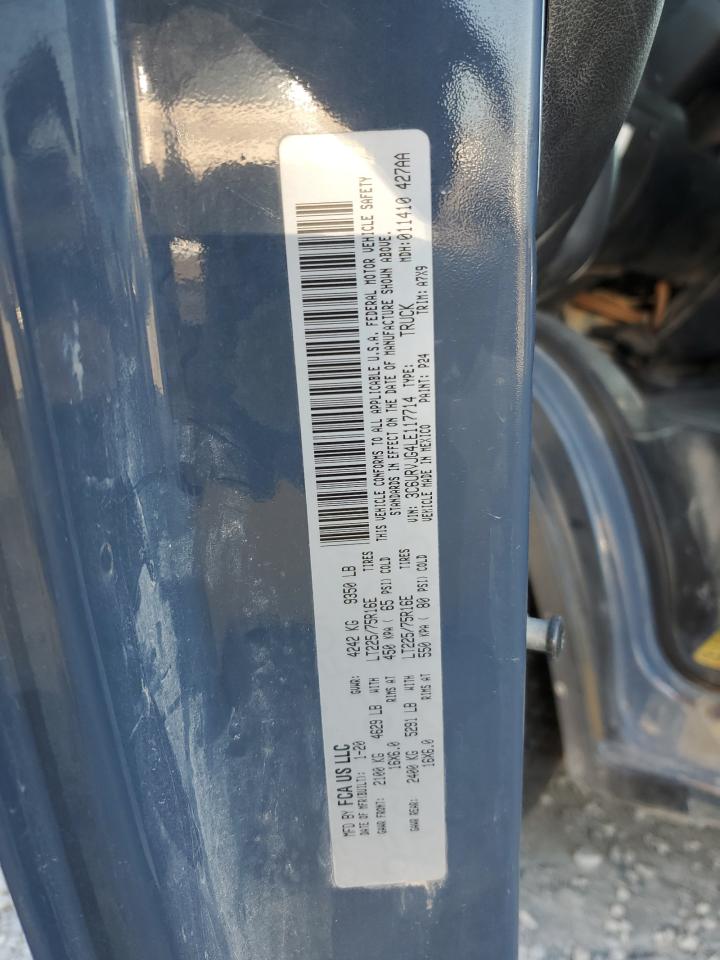 MFD BY FCA US LLC
DATE OF MFR(BUILT): 1-20 GVWR: 4242 KG 9350 LB
GAWR FRONT: 2100 KG 4629 LB WITH LT225/75R16E TIRES
16X6.0 RIMS AT 450 KPA( 65 PSI) COLD
GAWR REAR: 2400 KG 5291 LB WITH LT225/75R16E TIRES
16X6.0 RIMS AT 550 KPA( 80 PSI) COLD
THIS VEHICLE CONFORMS TO ALL APPLICABLE U.S.A. FEDERAL MOTOR VEHICLE SAFETY
STANDARDS IN EFFECT ON THE DATE OF MANUFACTURE SHOWN ABOVE.
VIN: 3C6URVJG4LE117714 TYPE: TRUCK MDH:011410 427AA
VEHICLE MADE IN MEXICO PAINT: P24 TRIM: A7X9